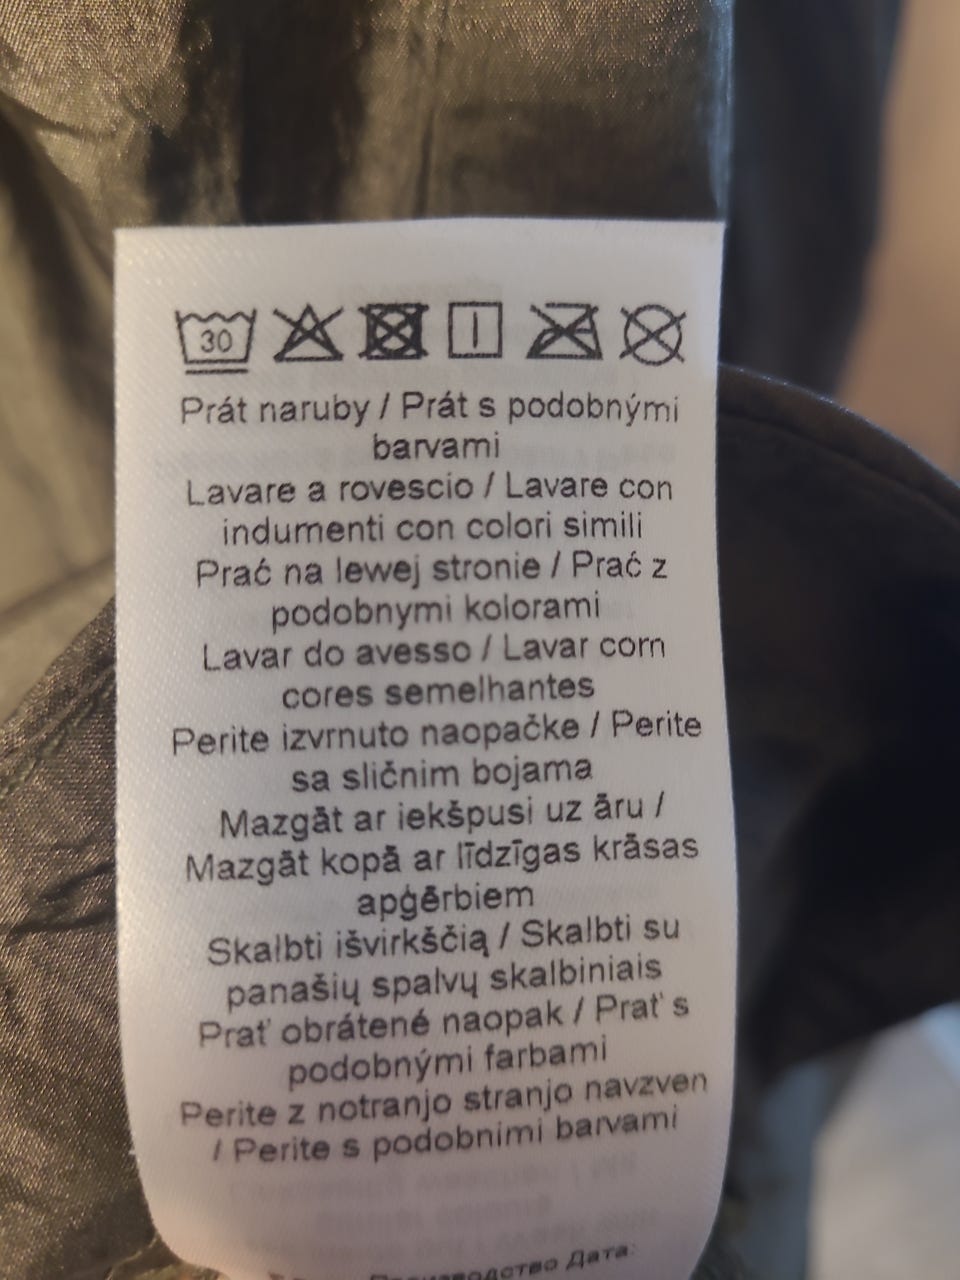 30
Prát naruby / Prát s podobnými
barvami
Lavare a rovescio / Lavare con
indumenti con colori simili
Prać na lewej stronie / Prać z
podobnymi kolorami
Lavar do avesso / Lavar com
cores semelhantes
Perite izvrnuto naopačke / Perite
sa sličnim bojama
Mazgāt ar iekšpusi uz āru /
Mazgāt kopā ar līdzīgas krāsas
apģērbiem
Skalbti išvirkščią / Skalbti su
panašių spalvų skalbiniais
Prať obrátené naopak / Prať s
podobnými farbami
Perite z notranjo stranjo navzven
/ Perite s podobnimi barvami
Производство Дата: